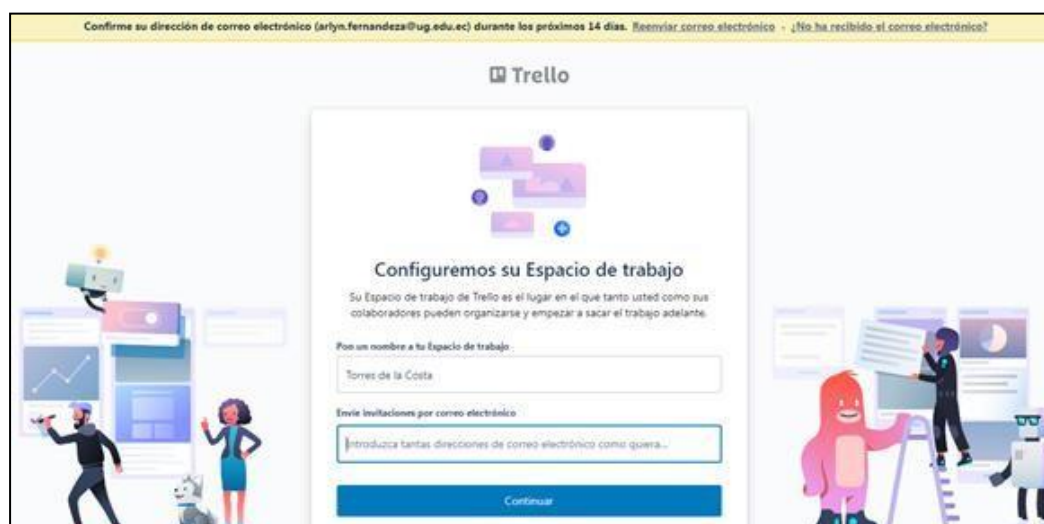 Confirme su dirección de correo electrónico (arlyn.fernandeza@ug.edu.ec) durante los próximos 14 días. Reenviar correo electrónico - ¿No ha recibido el correo electrónico?
Trello
Configuremos su Espacio de trabajo
Su Espacio de trabajo de Trello es el lugar en el que tanto usted como sus
colaboradores pueden organizarse y empezar a sacar el trabajo adelante.
Pon un nombre a tu Espacio de trabajo
Torres de la Costa
Envíe invitaciones por correo electrónico
Introduzca tantas direcciones de correo electrónico como quiera...
Continuar